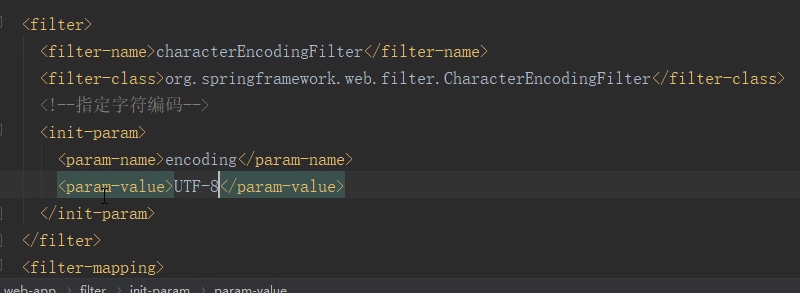 <filter>
<filter-name>characterEncodingFilter</filter-name>
<filter-class>org.springframework.web.filter.CharacterEncodingFilter</filter-class>
<!--指定字符编码-->
<init-param>
<param-name>encoding</param-name>
<param-value>UTF-8</param-value>
</init-param>
</filter>
<filter-mapping>
web-app › filter › init-param › param-value